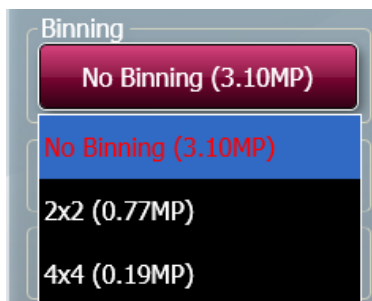 Binning
No Binning (3.10MP)
No Binning (3.10MP)
2x2 (0.77MP)
4x4 (0.19MP)